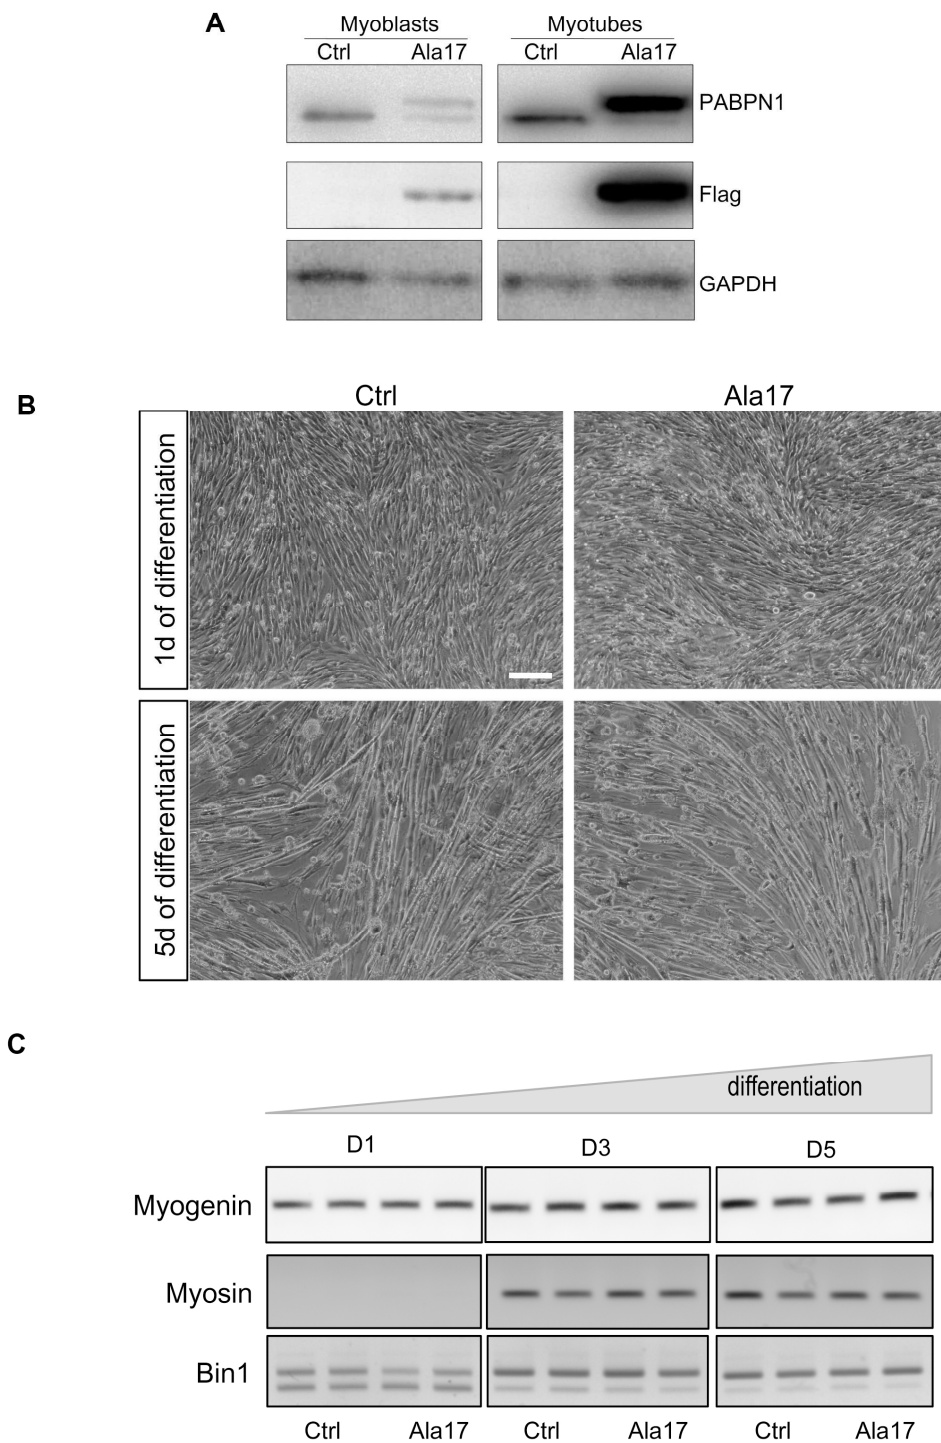 A
Myoblasts Myotubes
Ctrl Ala17 Ctrl Ala17
PABPN1
Flag
GAPDH
B
Ctrl Ala17
1d of differentiation
5d of differentiation
C
differentiation
D1 D3 D5
Myogenin
Myosin
Bin1
Ctrl Ala17 Ctrl Ala17 Ctrl Ala17